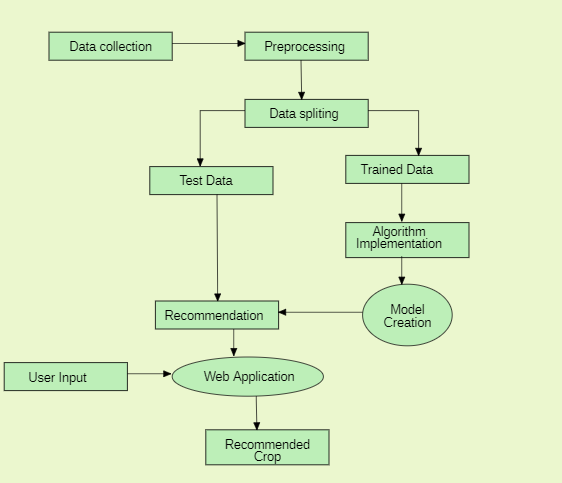 Data collection
Preprocessing
Data spliting
Test Data
Trained Data
Algorithm
Implementation
Recommendation
Model
Creation
User Input
Web Application
Recommended
Crop